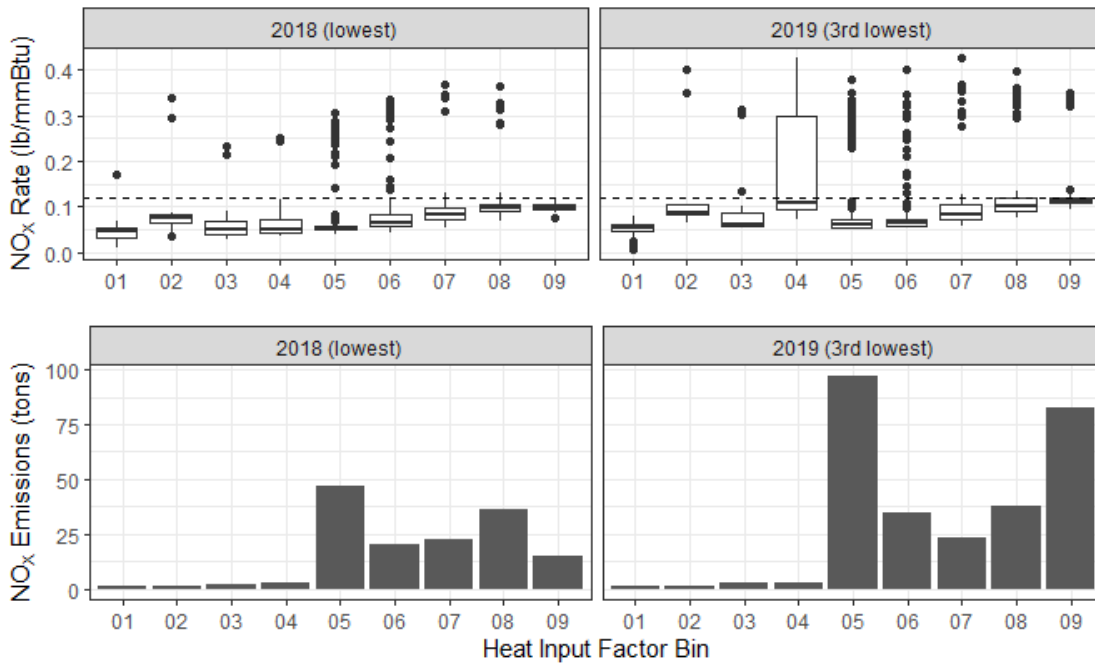 2018 (lowest) 2019 (3rd lowest)
NOx Rate (lb/mmBtu)
0.4
0.3
0.2
0.1
0.0
01 02 03 04 05 06 07 08 09 01 02 03 04 05 06 07 08 09
2018 (lowest) 2019 (3rd lowest)
NOx Emissions (tons)
100
75
50
25
0
01 02 03 04 05 06 07 08 09 01 02 03 04 05 06 07 08 09
Heat Input Factor Bin